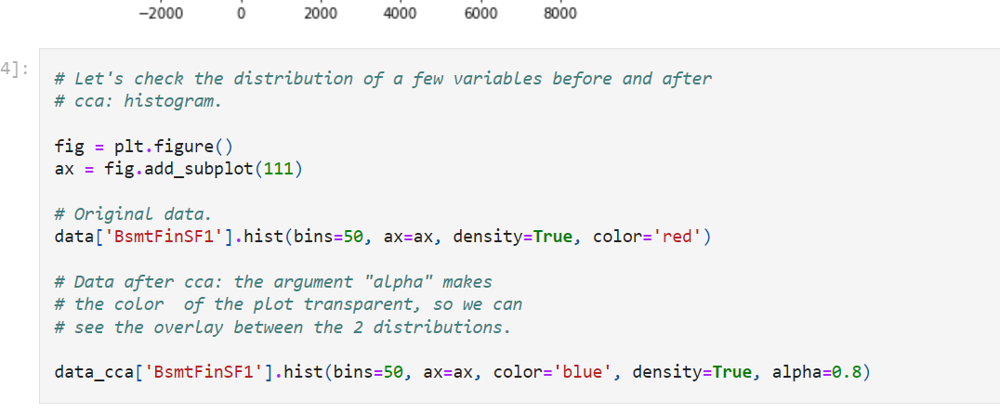 −2000 0 2000 4000 6000 8000
4]:
# Let's check the distribution of a few variables before and after
# cca: histogram.
fig = plt.figure()
ax = fig.add_subplot(111)
# Original data.
data['BsmtFinSF1'].hist(bins=50, ax=ax, density=True, color='red')
# Data after cca: the argument "alpha" makes
# the color  of the plot transparent, so we can
# see the overlay between the 2 distributions.
data_cca['BsmtFinSF1'].hist(bins=50, ax=ax, color='blue', density=True, alpha=0.8)